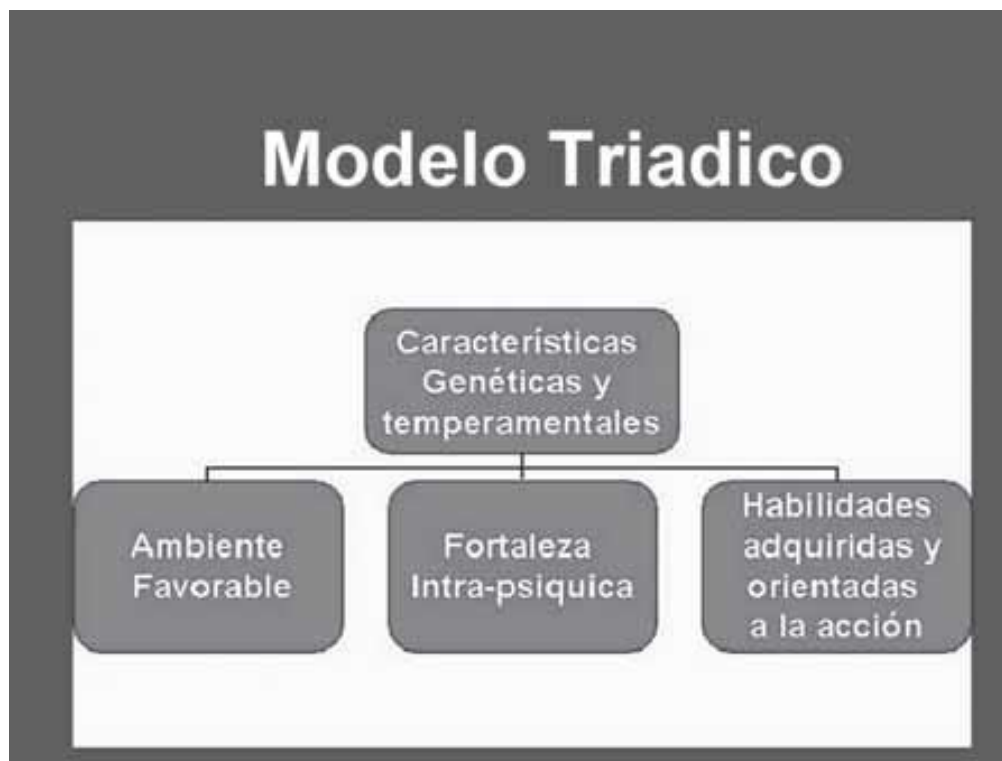 Modelo Triadico
Características
Genéticas y
temperamentales
Ambiente
Favorable
Fortaleza
Intra-psiquica
Habilidades
adquiridas y
orientadas
a la acción